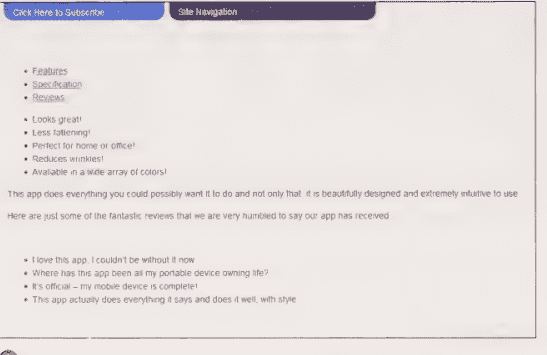 Click Here to Subscribe
Site Navigation
Features
Specification
Reviews
Looks great!
Less fattening!
Perfect for home or office!
Reduces wrinkles!
Available in a wide array of colors!
This app does everything you could possibly want it to do and not only that it is beautifully designed and extremely intuitive to use
Here are just some of the fantastic reviews that we are very humbled to say our app has received
I love this app, I couldn't be without it now
Where has this app been all my portable device owning life?
It's official – my mobile device is complete!
This app actually does everything it says and does it well, with style